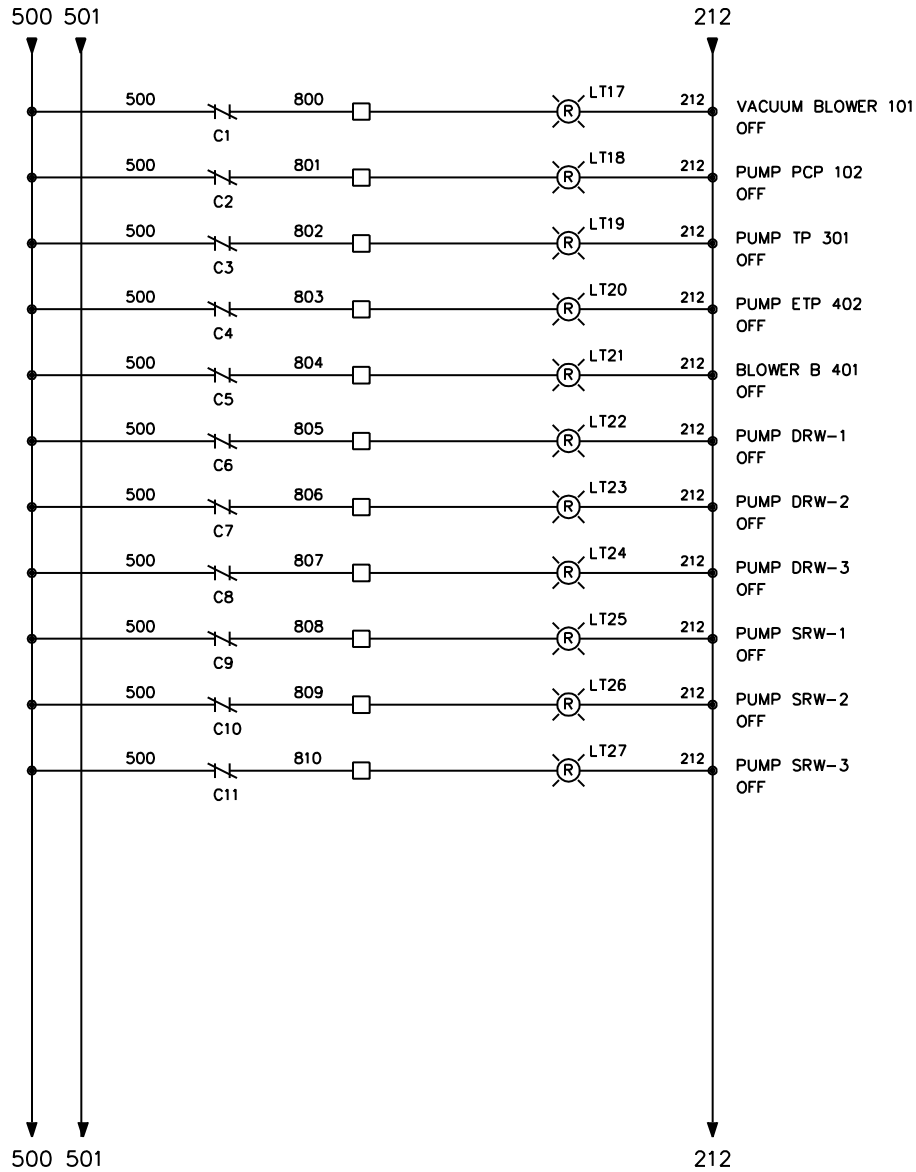 500 501 212
500 800 LT17 212 VACUUM BLOWER 101
C1 R OFF
500 801 LT18 212 PUMP PCP 102
C2 R OFF
500 802 LT19 212 PUMP TP 301
C3 R OFF
500 803 LT20 212 PUMP ETP 402
C4 R OFF
500 804 LT21 212 BLOWER B 401
C5 R OFF
500 805 LT22 212 PUMP DRW-1
C6 R OFF
500 806 LT23 212 PUMP DRW-2
C7 R OFF
500 807 LT24 212 PUMP DRW-3
C8 R OFF
500 808 LT25 212 PUMP SRW-1
C9 R OFF
500 809 LT26 212 PUMP SRW-2
C10 R OFF
500 810 LT27 212 PUMP SRW-3
C11 R OFF
500 501 212